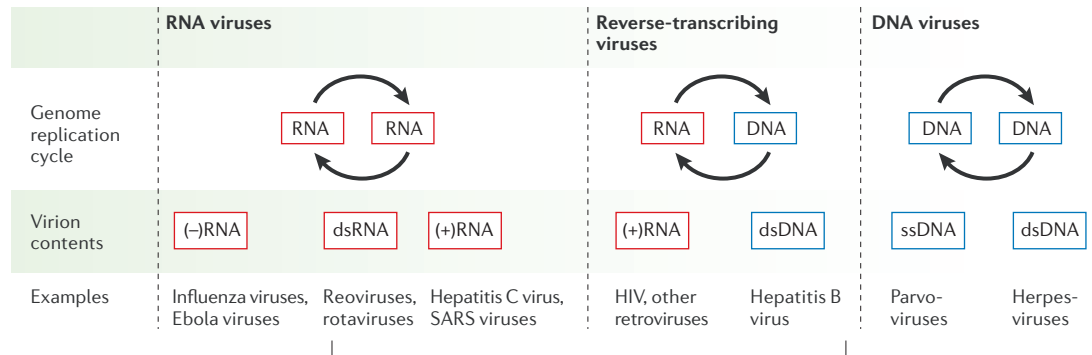 RNA viruses
Reverse-transcribing
viruses
DNA viruses
Genome
replication
cycle
RNA
RNA
RNA
DNA
DNA
DNA
Virion
contents
(–)RNA
dsRNA
(+)RNA
(+)RNA
dsDNA
ssDNA
dsDNA
Examples
Influenza viruses,
Ebola viruses
Reoviruses,
rotaviruses
Hepatitis C virus,
SARS viruses
HIV, other
retroviruses
Hepatitis B
virus
Parvo-
viruses
Herpes-
viruses